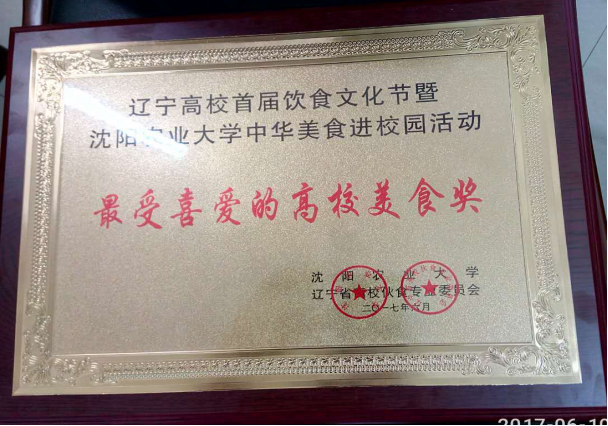 辽宁高校首届饮食文化节暨
沈阳农业大学中华美食进校园活动
最受喜爱的高校美食奖
沈阳农业大学
辽宁省高校伙食专业委员会
二〇一七年六月
2017-06-19